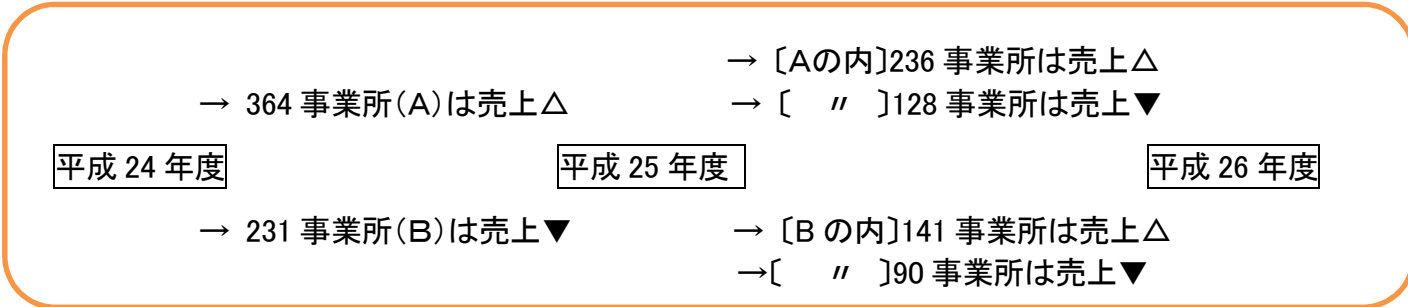 → 〔Aの内〕236 事業所は売上△
→ 364 事業所(A)は売上△ → 〔 〃 〕128 事業所は売上▼
平成 24 年度 平成 25 年度 平成 26 年度
→ 231 事業所(B)は売上▼ → 〔B の内〕141 事業所は売上△
→〔 〃 〕90 事業所は売上▼